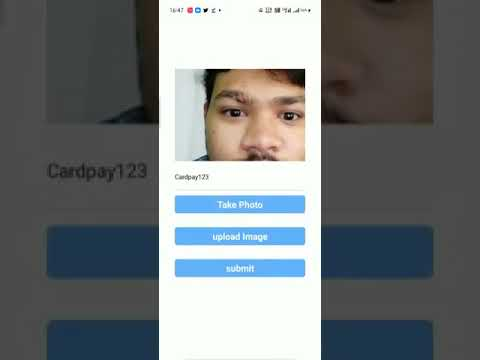 16:47
Cardpay123
Cardpay123
Take Photo
upload Image
submit